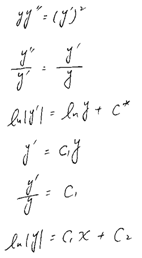 yy'' = (y')²
y''/y' = y'/y
ln|y'| = ln y + C*
y' = C₁y
y'/y = C₁
ln|y| = C₁x + C₂